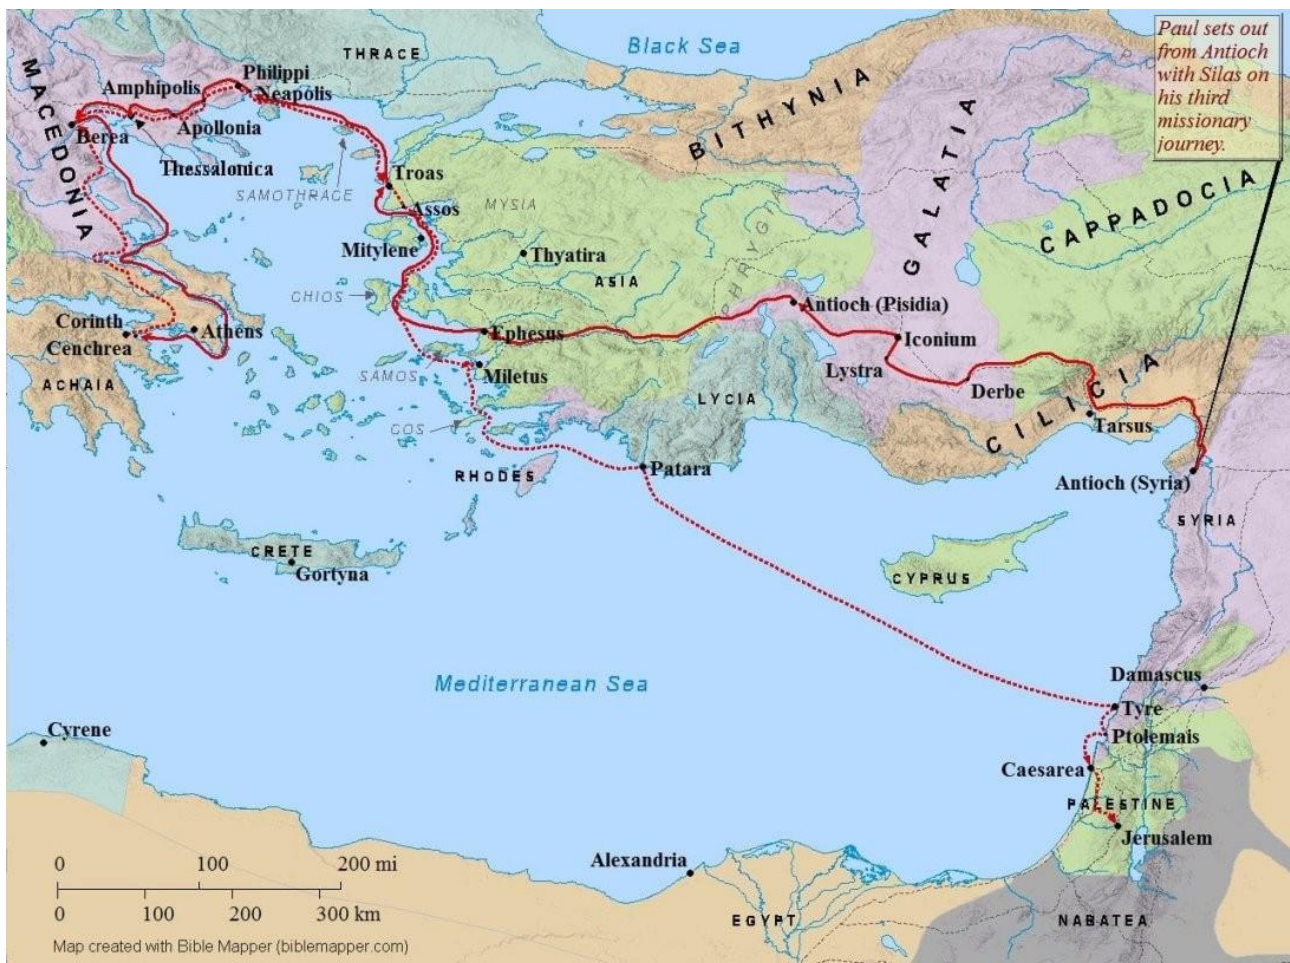 Paul sets out
from Antioch
with Silas on
his third
missionary
journey.
Black Sea
THRACE
MACEDONIA
Philippi
Neapolis
Amphipolis
Apollonia
Berea
Thessalonica
BITHYNIA
GALATIA
CAPPADOCIA
SAMOTHRACE
Troas
Assos
MYSIA
Mitylene
Thyatira
ASIA
PHRYGIA
CHIOS
Antioch (Pisidia)
Corinth
Cenchrea
Athens
Ephesus
Iconium
ACHAIA
SAMOS
Miletus
Lystra
Derbe
CILICIA
LYCIA
Tarsus
COS
RHODES
Patara
Antioch (Syria)
SYRIA
CRETE
Gortyna
CYPRUS
Mediterranean Sea
Damascus
Tyre
Cyrene
Ptolemais
Caesarea
PALESTINE
Jerusalem
Alexandria
EGYPT
NABATEA
0 100 200 mi
0 100 200 300 km
Map created with Bible Mapper (biblemapper.com)